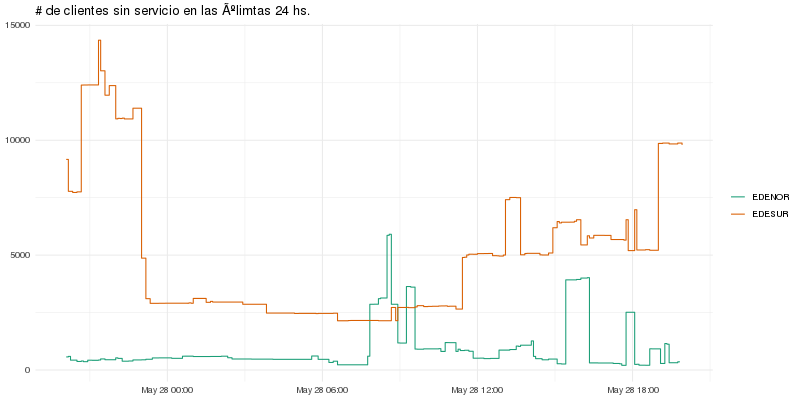 # de clientes sin servicio en las Ãºlimtas 24 hs.
15000
10000
5000
0
May 28 00:00
May 28 06:00
May 28 12:00
May 28 18:00
EDENOR
EDESUR